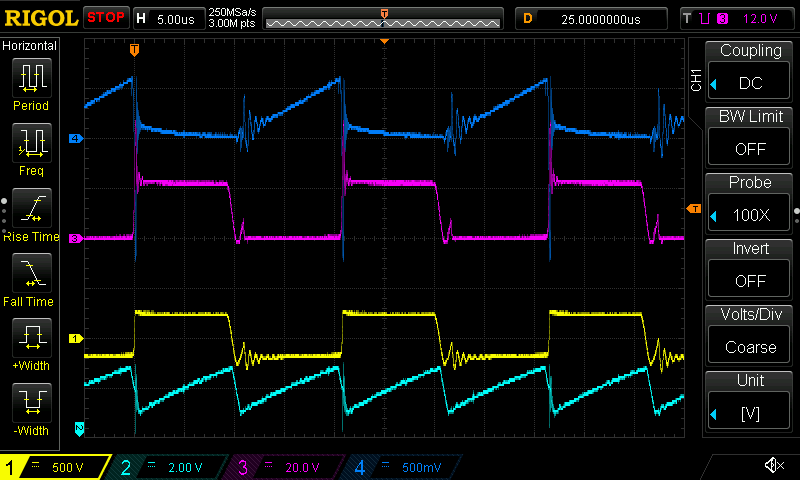 RIGOL STOP H 5.00us 250MSa/s 3.00M pts T D 25.0000000us T 3 12.0 V
Horizontal
Period
Freq
Rise Time
Fall Time
+Width
-Width
T
4
3
T
1
2
CH1
Coupling
DC
BW Limit
OFF
Probe
100X
Invert
OFF
Volts/Div
Coarse
Unit
[V]
1 500 V 2 2.00 V 3 20.0 V 4 500mV